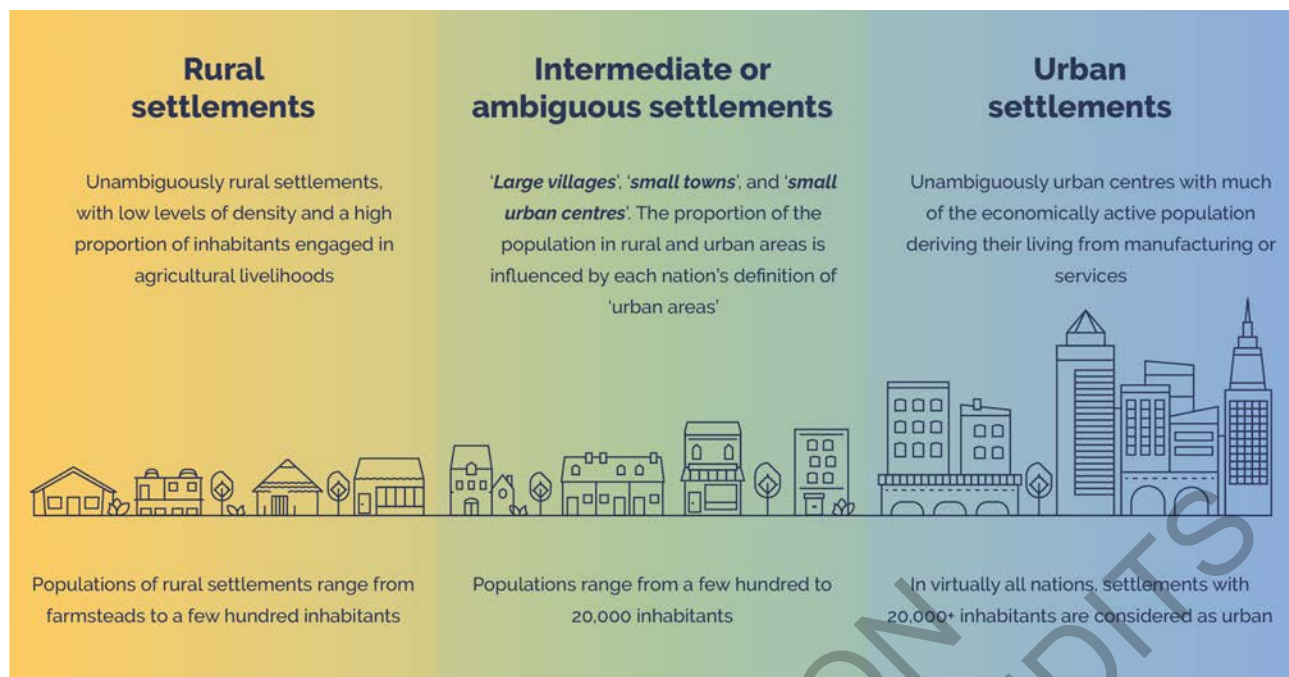 Rural
settlements
Unambiguously rural settlements,
with low levels of density and a high
proportion of inhabitants engaged in
agricultural livelihoods
Populations of rural settlements range from
farmsteads to a few hundred inhabitants
Intermediate or
ambiguous settlements
‘Large villages’, ‘small towns’, and ‘small
urban centres’. The proportion of the
population in rural and urban areas is
influenced by each nation’s definition of
‘urban areas’
Populations range from a few hundred to
20,000 inhabitants
Urban
settlements
Unambiguously urban centres with much
of the economically active population
deriving their living from manufacturing or
services
In virtually all nations, settlements with
20,000+ inhabitants are considered as urban